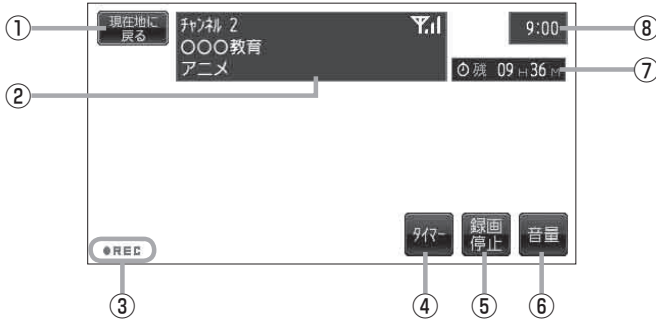 ①
現在地に
戻る
チャンネル 2
○○○教育
アニメ
9:00
⑧
②
残 09 H 36 M
⑦
●REC
タイマー
録画
停止
音量
③
④
⑤
⑥